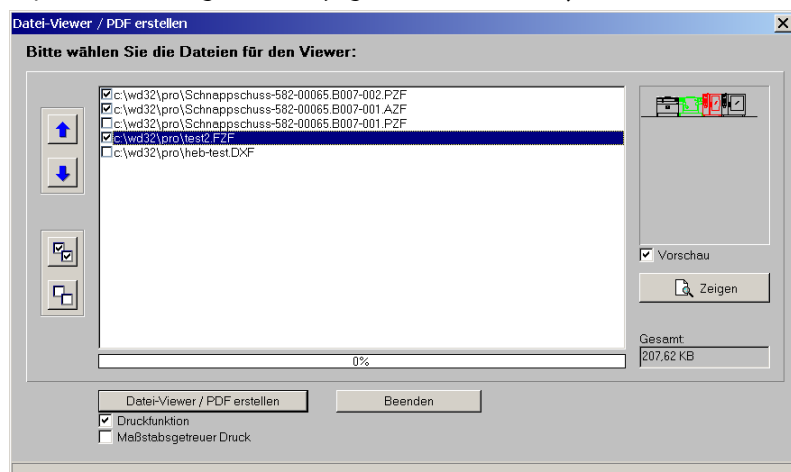 Datei-Viewer / PDF erstellen
Bitte wählen Sie die Dateien für den Viewer:
c:\wd32\pro\Schnappschuss-582-00065.B007-002.PZF
c:\wd32\pro\Schnappschuss-582-00065.B007-001.AZF
c:\wd32\pro\Schnappschuss-582-00065.B007-001.PZF
c:\wd32\pro\test2.FZF
c:\wd32\pro\heb-test.DXF
Vorschau
Zeigen
Gesamt:
207,62 KB
0%
Datei-Viewer / PDF erstellen
Beenden
Druckfunktion
Maßstabsgetreuer Druck